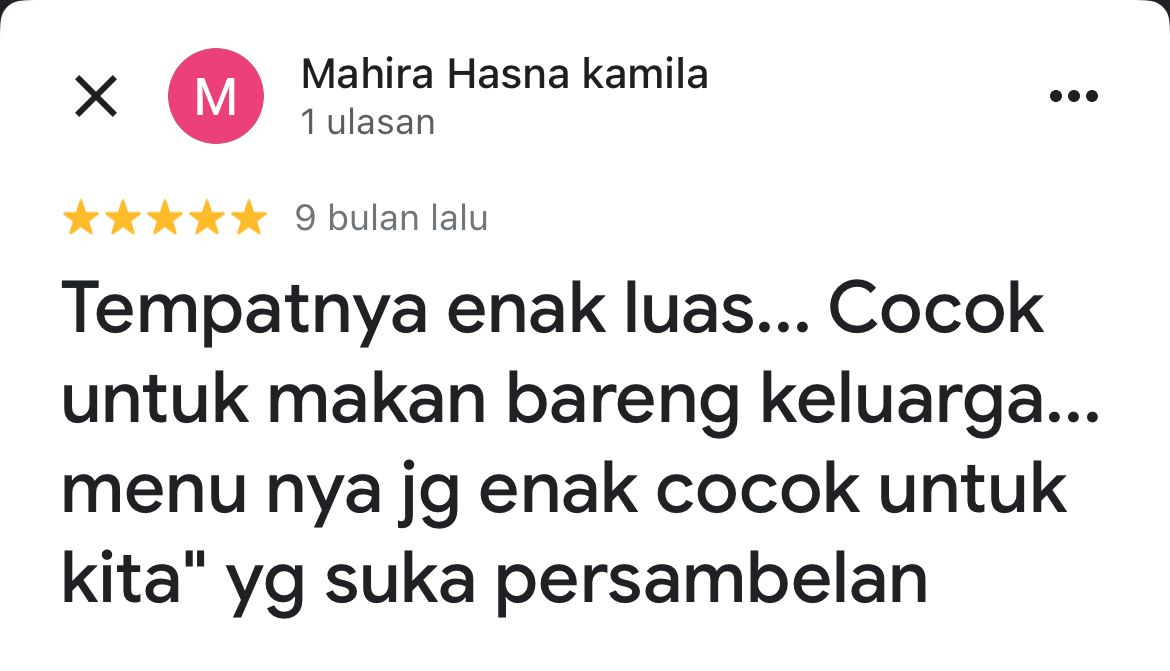 M
Mahira Hasna kamila
1 ulasan
9 bulan lalu
Tempatnya enak luas... Cocok
untuk makan bareng keluarga...
menu nya jg enak cocok untuk
kita" yg suka persambelan